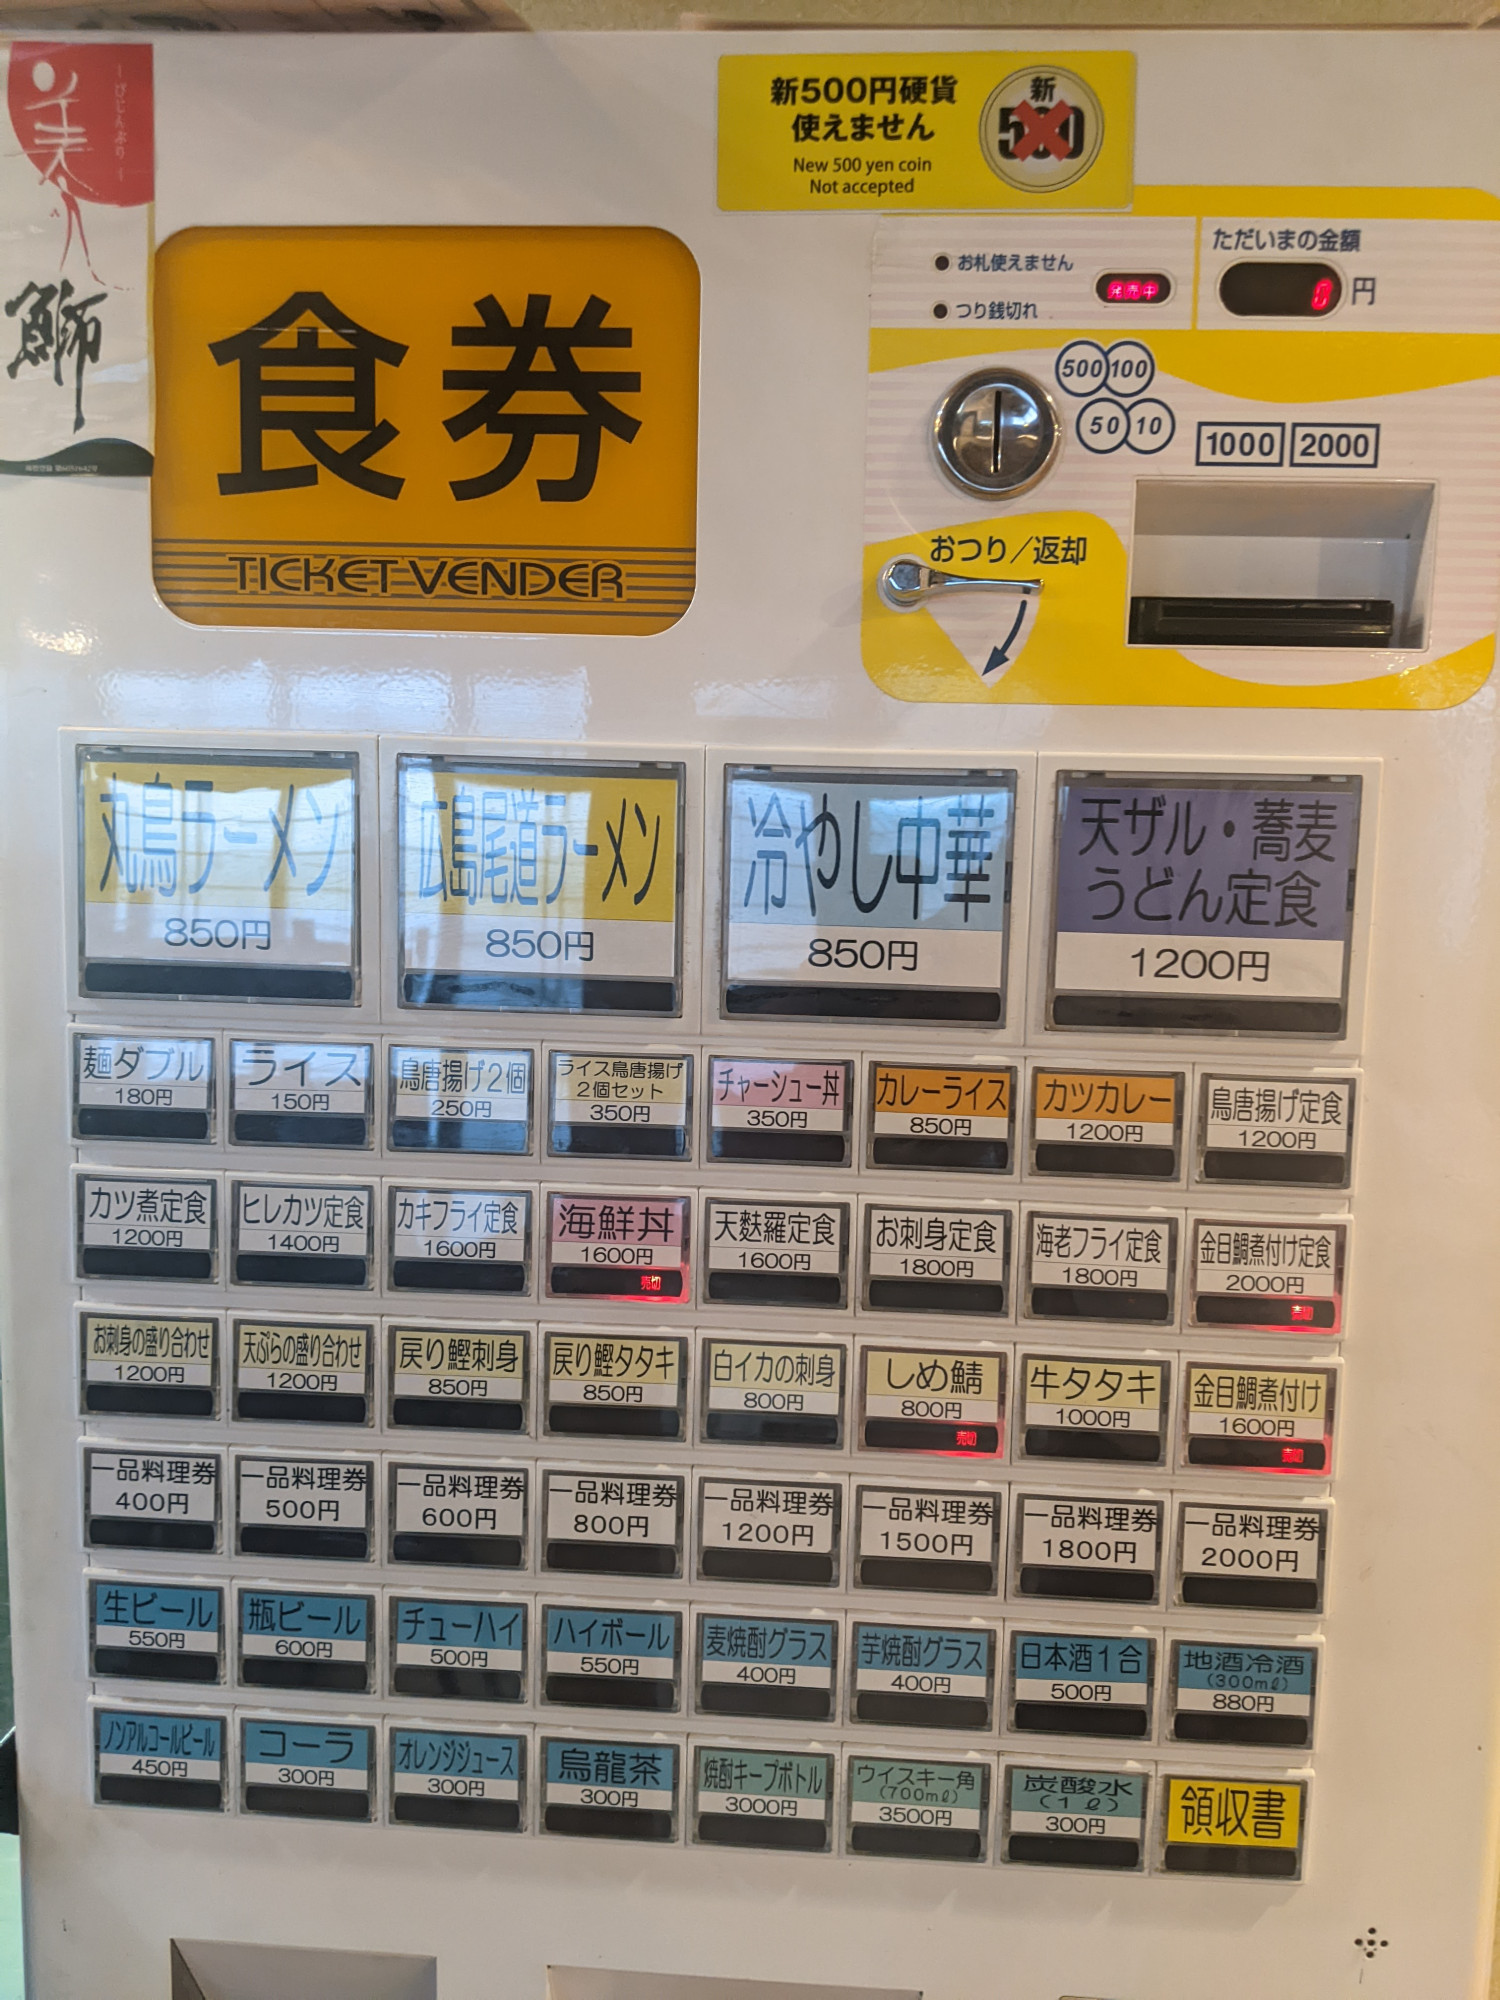 美人
ーびじんぶりー
鰤
新500円硬貨
使えません
New 500 yen coin
Not accepted
新
500
食券
TICKET VENDER
お札使えません
つり銭切れ
発売中
ただいまの金額
0円
500 100
50 10
1000 2000
おつり／返却
丸鳥ラーメン
850円
広島尾道ラーメン
850円
冷やし中華
850円
天ザル・蕎麦
うどん定食
1200円
麺ダブル
180円
ライス
150円
鳥唐揚げ2個
250円
ライス鳥唐揚げ
2個セット
350円
チャーシュー丼
350円
カレーライス
850円
カツカレー
1200円
鳥唐揚げ定食
1200円
カツ煮定食
1200円
ヒレカツ定食
1400円
カキフライ定食
1600円
海鮮丼
1600円
売切
天麩羅定食
1600円
お刺身定食
1800円
海老フライ定食
1800円
金目鯛煮付け定食
2000円
売切
お刺身の盛り合わせ
1200円
天ぷらの盛り合わせ
1200円
戻り鰹刺身
850円
戻り鰹タタキ
850円
白イカの刺身
800円
しめ鯖
800円
売切
牛タタキ
1000円
金目鯛煮付け
1600円
売切
一品料理券
400円
一品料理券
500円
一品料理券
600円
一品料理券
800円
一品料理券
1200円
一品料理券
1500円
一品料理券
1800円
一品料理券
2000円
生ビール
550円
瓶ビール
600円
チューハイ
500円
ハイボール
550円
麦焼酎グラス
400円
芋焼酎グラス
400円
日本酒1合
500円
地酒冷酒
(300ml)
880円
ノンアルコールビール
450円
コーラ
300円
オレンジジュース
300円
烏龍茶
300円
焼酎キープボトル
3000円
ウイスキー角
(700ml)
3500円
炭酸水
(1ℓ)
300円
領収書